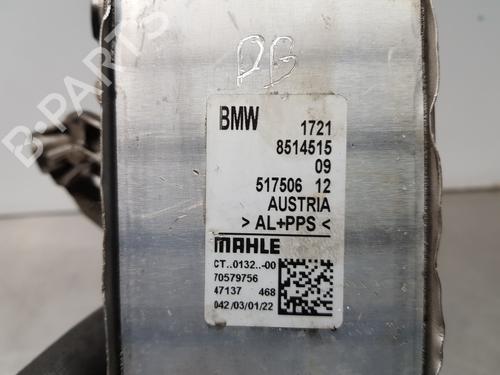 BMW 1721
8514515
09
517506 12
AUSTRIA
> AL+PPS <
MAHLE
CT..0132..-00
70579756
47137 468
042/03/01/22
B-PARTS